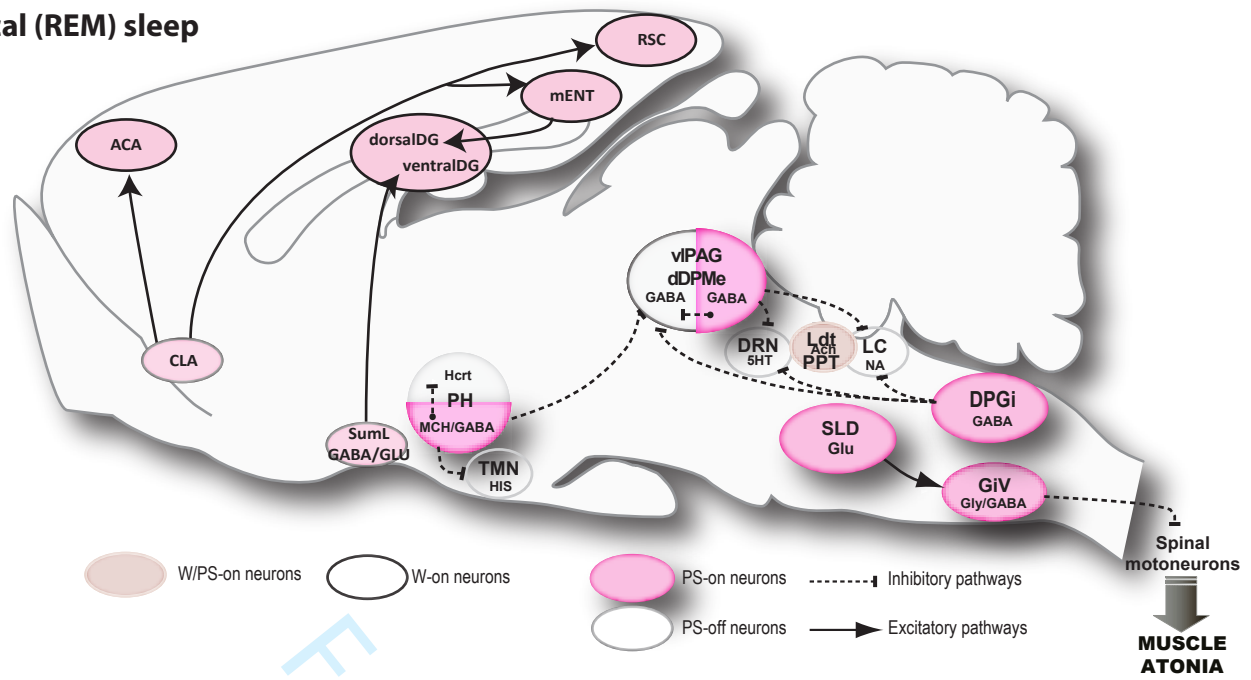 tal (REM) sleep
RSC
mENT
ACA
dorsalDG
ventralDG
vlPAG
dDPMe
GABA GABA
DRN
5HT
Ldt
Ach
PPT
LC
NA
CLA
Hcrt
PH
MCH/GABA
SumL
GABA/GLU
TMN
HIS
DPGi
GABA
SLD
Glu
GiV
Gly/GABA
Spinal
motoneurons
MUSCLE
ATONIA
W/PS-on neurons
W-on neurons
PS-on neurons
Inhibitory pathways
PS-off neurons
Excitatory pathways